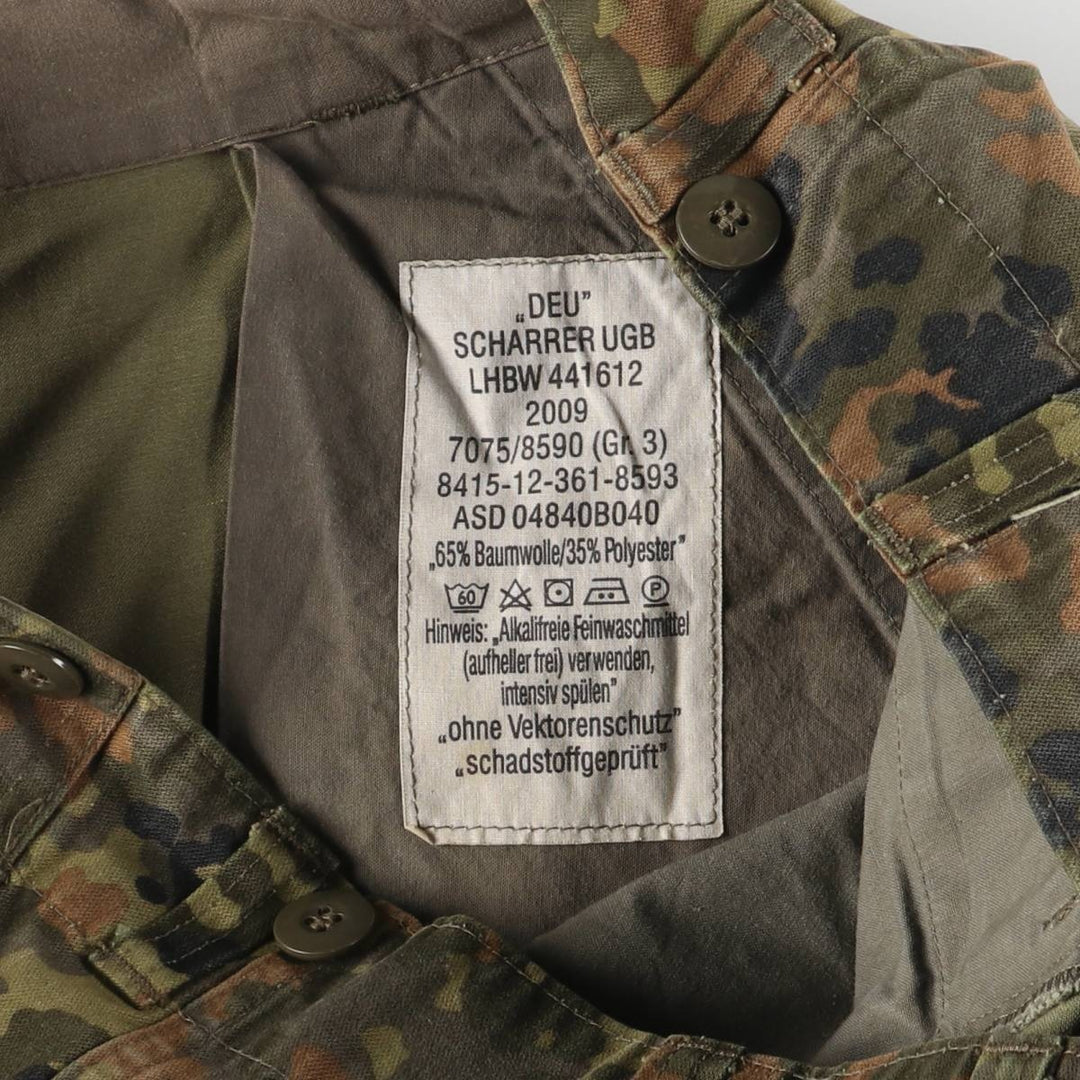 „DEU”
SCHARRER UGB
LHBW 441612
2009
7075/8590 (Gr. 3)
8415-12-361-8593
ASD 04840B040
„65% Baumwolle/35% Polyester”
60 P
Hinweis: „Alkalifreie Feinwaschmittel
(aufheller frei) verwenden,
intensiv spülen”
„ohne Vektorenschutz”
„schadstoffgeprüft”